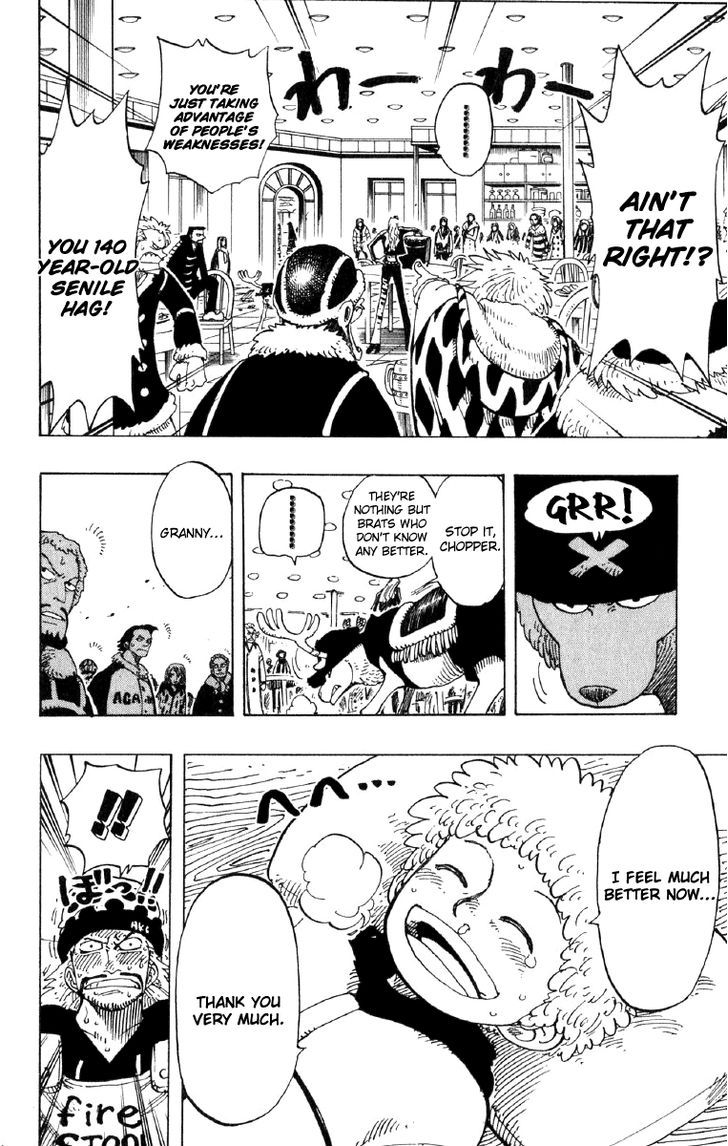 AIN'T
THAT
RIGHT!?
わー
わー
YOU'RE
JUST TAKING
ADVANTAGE
OF PEOPLE'S
WEAKNESSES!
YOU 140
YEAR-OLD
SENILE
HAG!
GRR!
STOP IT,
CHOPPER.
THEY'RE
NOTHING BUT
BRATS WHO
DON'T KNOW
ANY BETTER.
GRANNY...
AGA
I FEEL MUCH
BETTER NOW...
へへ...
THANK YOU
VERY MUCH.
!!
ぼっ!!
fire